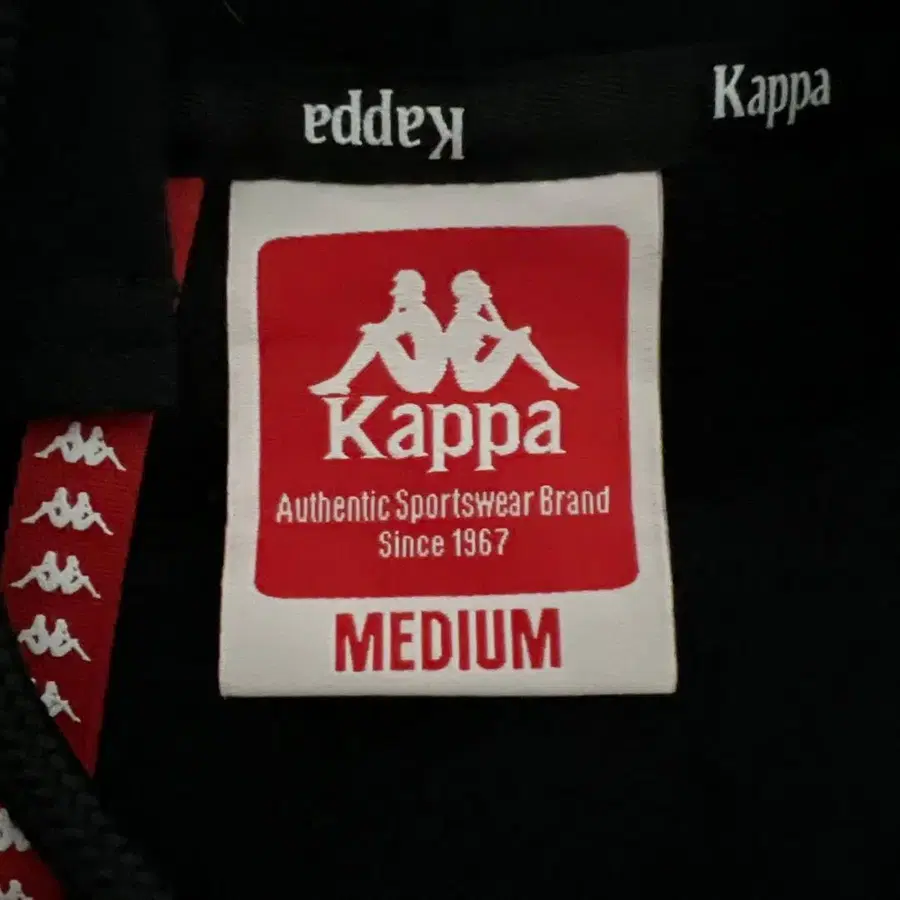 Kappa
Kappa
Kappa
Authentic Sportswear Brand
Since 1967
MEDIUM